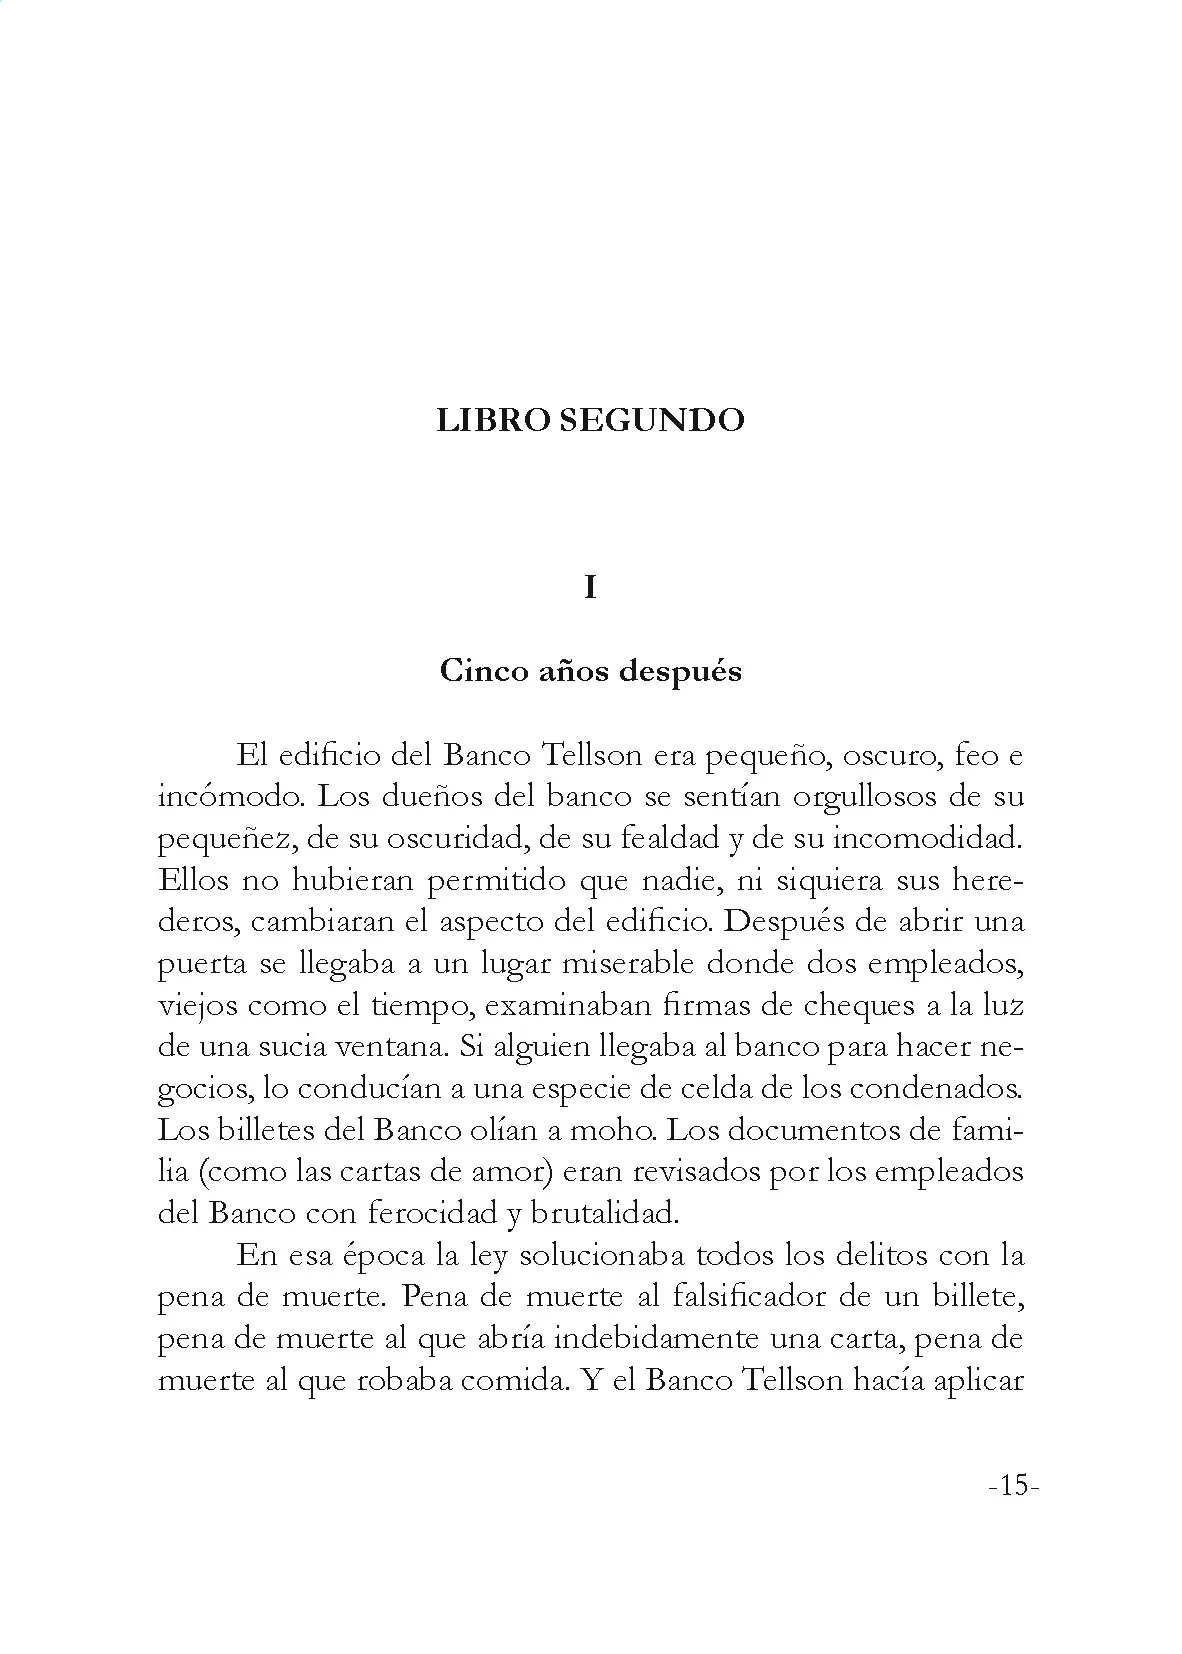 LIBRO SEGUNDO
I
Cinco años después
El edificio del Banco Tellson era pequeño, oscuro, feo e
incómodo. Los dueños del banco se sentían orgullosos de su
pequeñez, de su oscuridad, de su fealdad y de su incomodidad.
Ellos no hubieran permitido que nadie, ni siquiera sus here-
deros, cambiaran el aspecto del edificio. Después de abrir una
puerta se llegaba a un lugar miserable donde dos empleados,
viejos como el tiempo, examinaban firmas de cheques a la luz
de una sucia ventana. Si alguien llegaba al banco para hacer ne-
gocios, lo conducían a una especie de celda de los condenados.
Los billetes del Banco olían a moho. Los documentos de fami-
lia (como las cartas de amor) eran revisados por los empleados
del Banco con ferocidad y brutalidad.
En esa época la ley solucionaba todos los delitos con la
pena de muerte. Pena de muerte al falsificador de un billete,
pena de muerte al que abría indebidamente una carta, pena de
muerte al que robaba comida. Y el Banco Tellson hacía aplicar
-15-